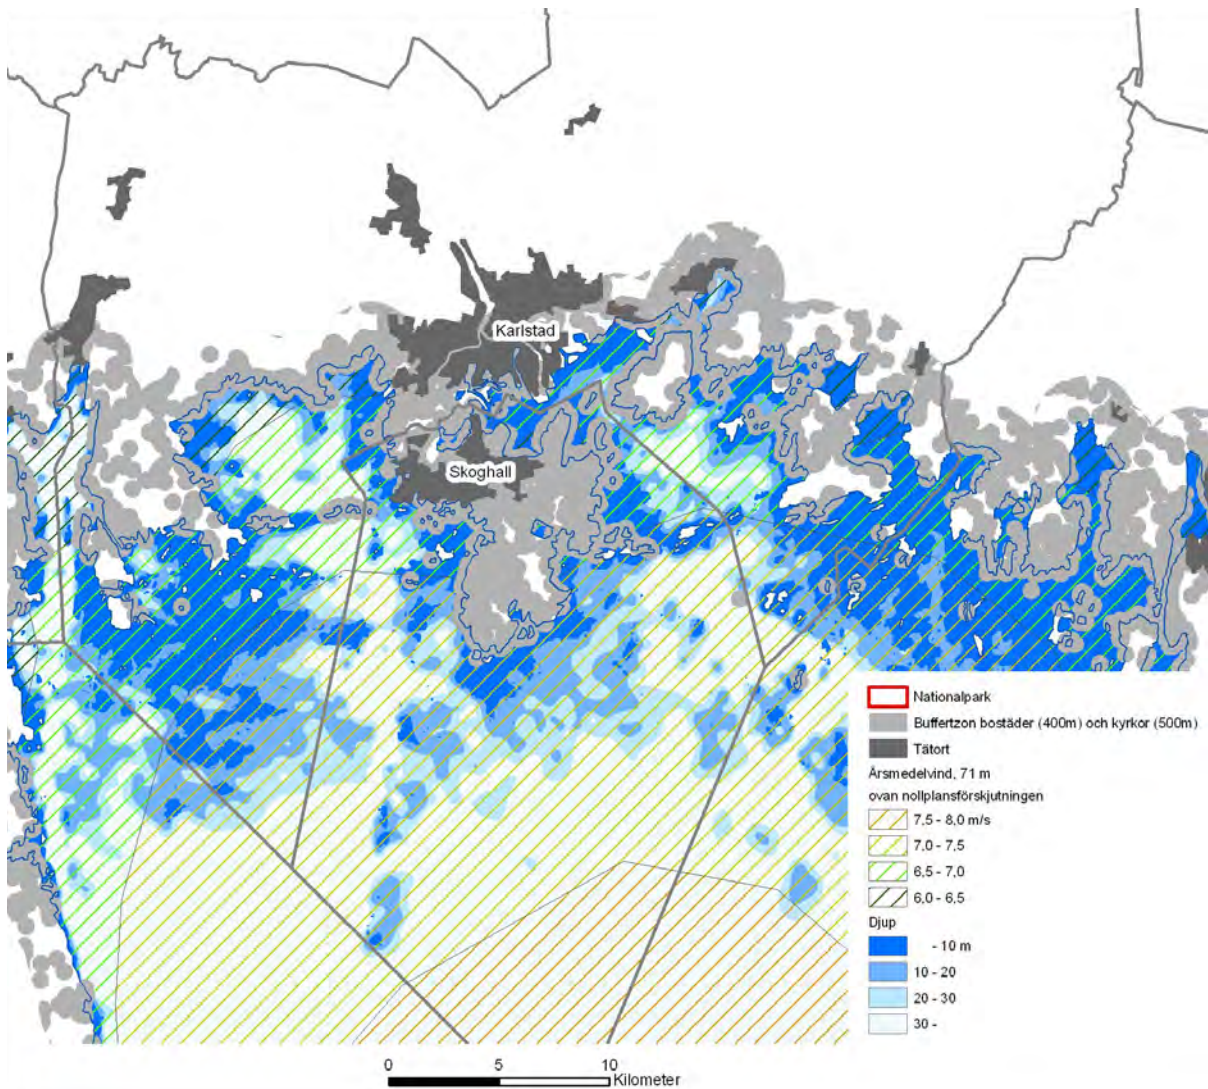 Karlstad
Skoghall
Nationalpark
Buffertzon bostäder (400m) och kyrkor (500m)
Tätort
Årsmedelvind, 71 m
ovan nollplansförskjutningen
7,5 - 8,0 m/s
7,0 - 7,5
6,5 - 7,0
6,0 - 6,5
Djup
- 10 m
10 - 20
20 - 30
30 -
0 5 10
Kilometer